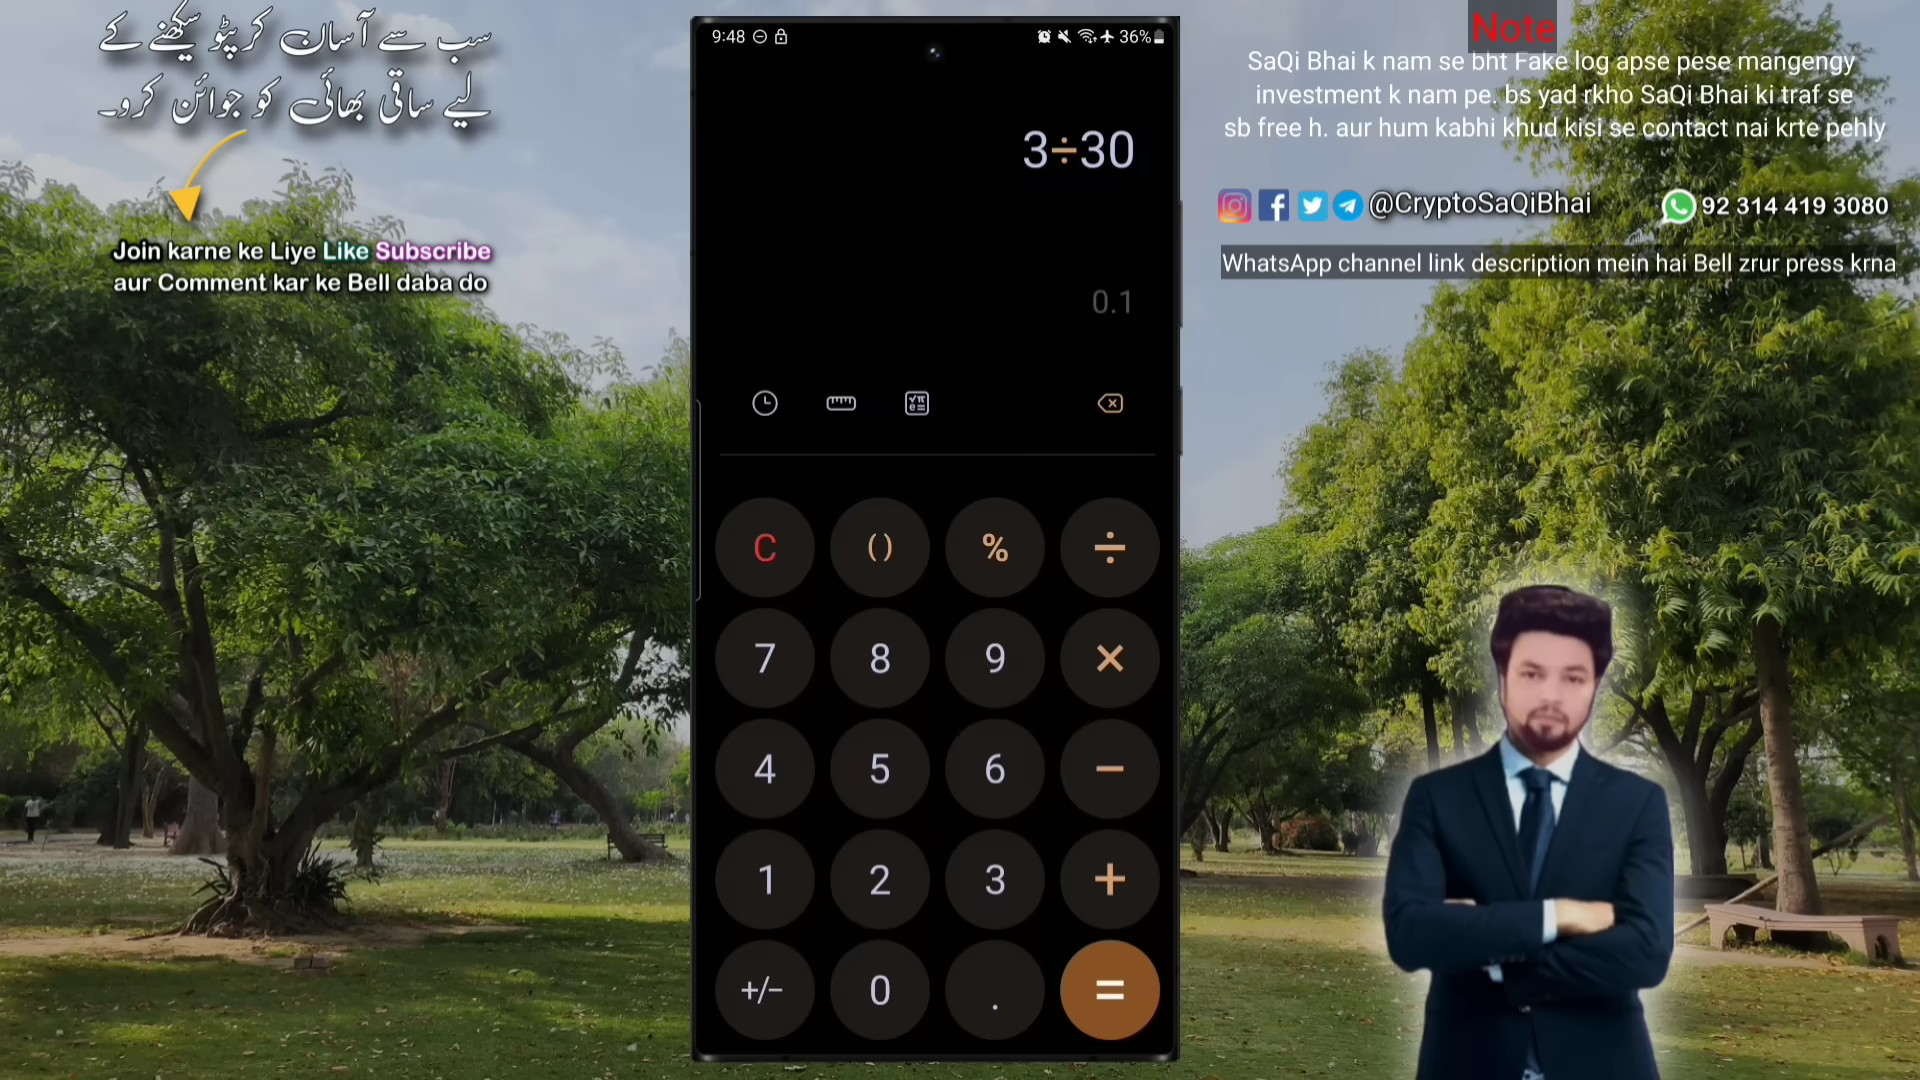 سب سے آسان کرپٹو سیکھنے کے
لیے ساقی بھائی کو جوائن کرو۔
Join karne ke Liye Like Subscribe
aur Comment kar ke Bell daba do
9:48
36%
3÷30
0.1
C
()
%
÷
7
8
9
×
4
5
6
−
1
2
3
+
+/−
0
.
=
Note
SaQi Bhai k nam se bht Fake log apse pese mangengy
investment k nam pe. bs yad rkho SaQi Bhai ki traf se
sb free h. aur hum kabhi khud kisi se contact nai krte pehly
@CryptoSaQiBhai
92 314 419 3080
WhatsApp channel link description mein hai Bell zrur press krna